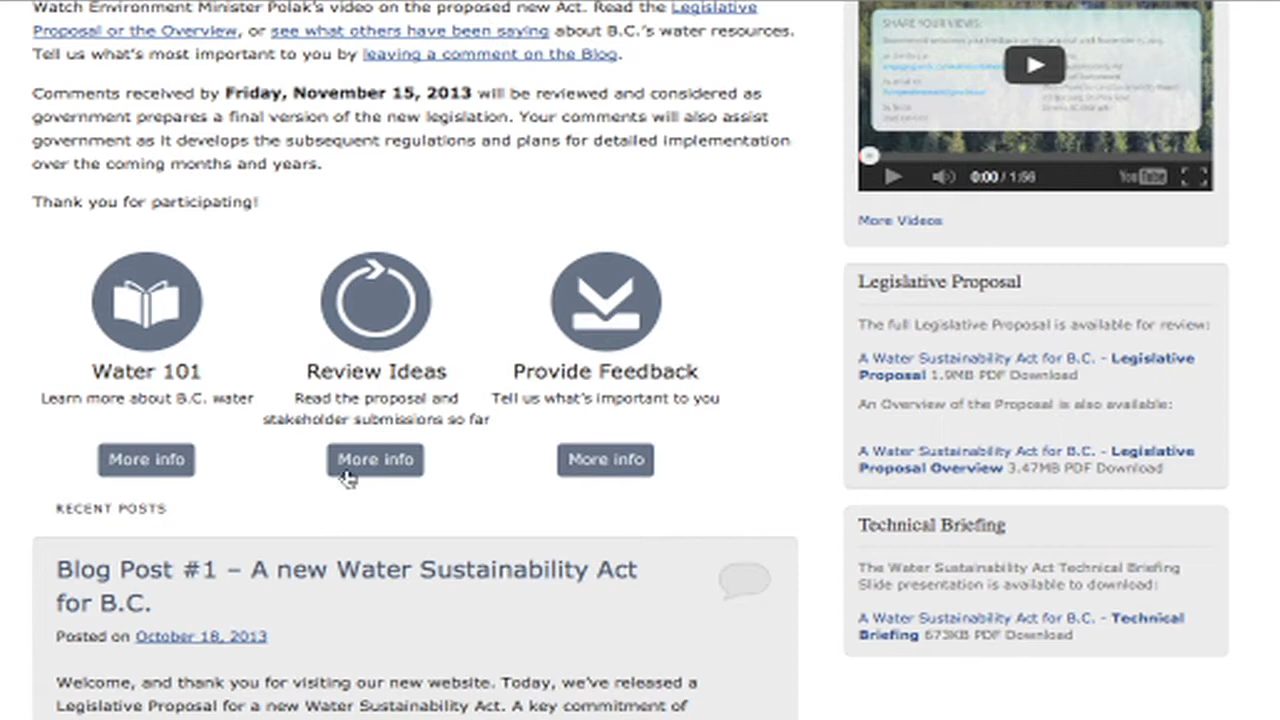 Watch Environment Minister Polak's video on the proposed new Act. Read the Legislative
Proposal or the Overview, or see what others have been saying about B.C.'s water resources.
Tell us what's most important to you by leaving a comment on the Blog.
Comments received by Friday, November 15, 2013 will be reviewed and considered as
government prepares a final version of the new legislation. Your comments will also assist
government as it develops the subsequent regulations and plans for detailed implementation
over the coming months and years.
Thank you for participating!
Water 101
Learn more about B.C. water
More info
Review Ideas
Read the proposal and
stakeholder submissions so far
More info
Provide Feedback
Tell us what's important to you
More info
RECENT POSTS
Blog Post #1 – A new Water Sustainability Act
for B.C.
Posted on October 18, 2013
Welcome, and thank you for visiting our new website. Today, we've released a
Legislative Proposal for a new Water Sustainability Act. A key commitment of
SHARE YOUR VIEWS:
0:00 / 1:56
YouTube
More Videos
Legislative Proposal
The full Legislative Proposal is available for review:
A Water Sustainability Act for B.C. - Legislative
Proposal 1.9MB PDF Download
An Overview of the Proposal is also available:
A Water Sustainability Act for B.C. - Legislative
Proposal Overview 3.47MB PDF Download
Technical Briefing
The Water Sustainability Act Technical Briefing
Slide presentation is available to download:
A Water Sustainability Act for B.C. - Technical
Briefing 673KB PDF Download